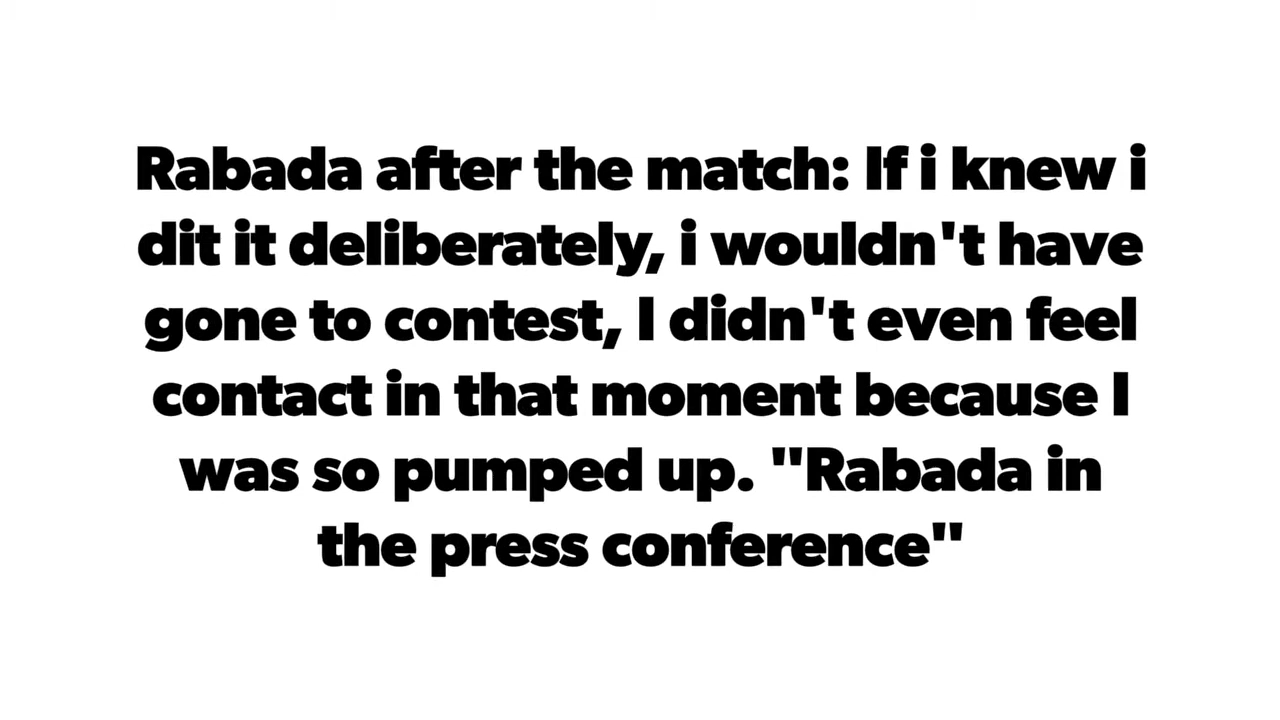 Rabada after the match: If i knew i
dit it deliberately, i wouldn't have
gone to contest, I didn't even feel
contact in that moment because I
was so pumped up. "Rabada in
the press conference"